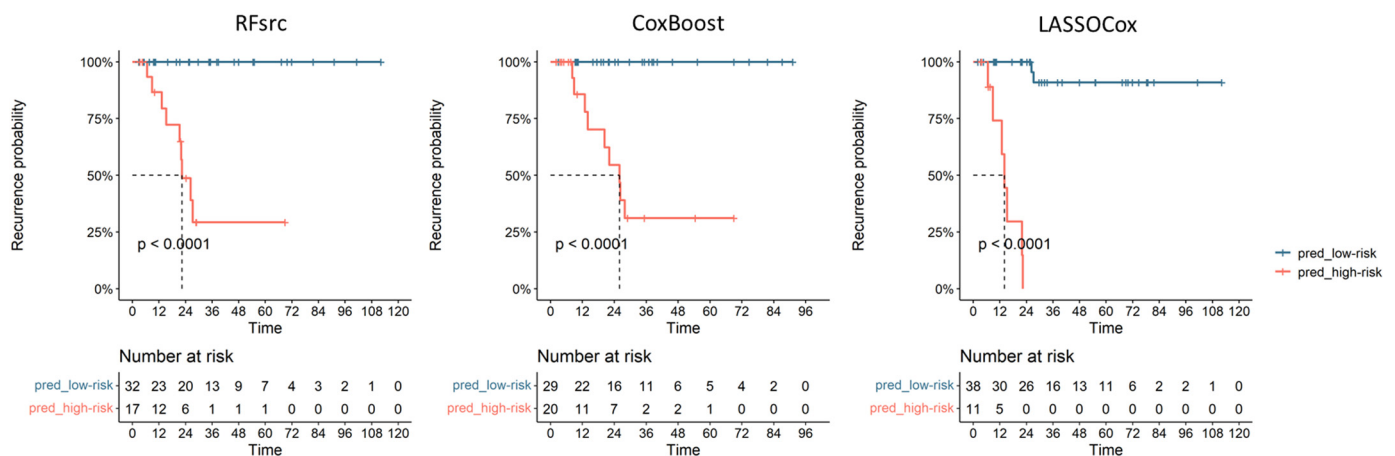 RFsrc
CoxBoost
LASSOCox
Recurrence probability
100%
75%
50%
25%
0%
p < 0.0001
0 12 24 36 48 60 72 84 96 108 120
Time
Recurrence probability
100%
75%
50%
25%
0%
p < 0.0001
0 12 24 36 48 60 72 84 96
Time
Recurrence probability
100%
75%
50%
25%
0%
p < 0.0001
0 12 24 36 48 60 72 84 96 108 120
Time
pred_low-risk
pred_high-risk
Number at risk
pred_low-risk 32 23 20 13 9 7 4 3 2 1 0
pred_high-risk 17 12 6 1 1 1 0 0 0 0 0
0 12 24 36 48 60 72 84 96 108 120
Time
Number at risk
pred_low-risk 29 22 16 11 6 5 4 2 0
pred_high-risk 20 11 7 2 2 1 0 0 0
0 12 24 36 48 60 72 84 96
Time
Number at risk
pred_low-risk 38 30 26 16 13 11 6 2 2 1 0
pred_high-risk 11 5 0 0 0 0 0 0 0 0 0
0 12 24 36 48 60 72 84 96 108 120
Time